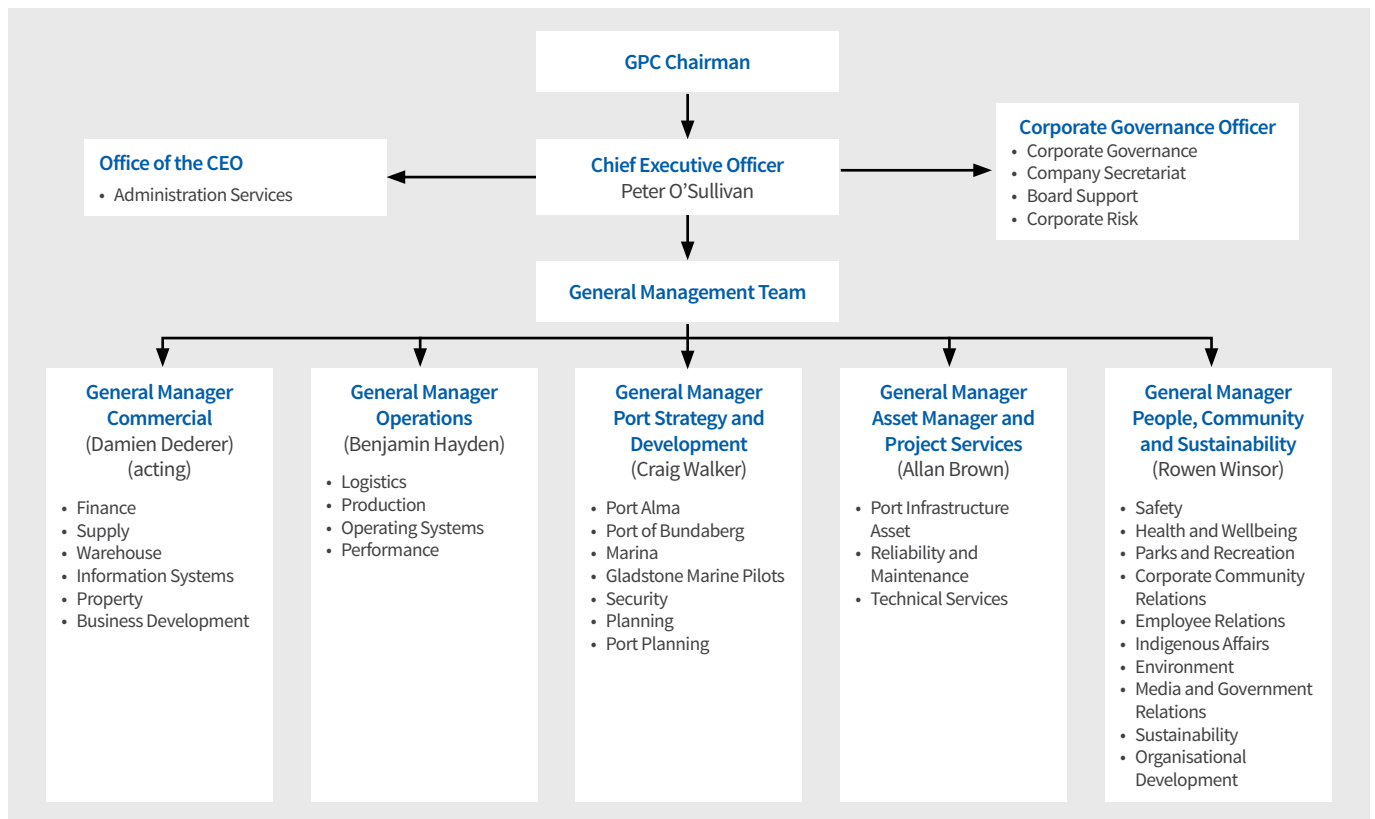 GPC Chairman
Office of the CEO
• Administration Services
Chief Executive Officer
Peter O'Sullivan
Corporate Governance Officer
• Corporate Governance
• Company Secretariat
• Board Support
• Corporate Risk
General Management Team
General Manager
Commercial
(Damien Dederer)
(acting)
• Finance
• Supply
• Warehouse
• Information Systems
• Property
• Business Development
General Manager
Operations
(Benjamin Hayden)
• Logistics
• Production
• Operating Systems
• Performance
General Manager
Port Strategy and
Development
(Craig Walker)
• Port Alma
• Port of Bundaberg
• Marina
• Gladstone Marine Pilots
• Security
• Planning
• Port Planning
General Manager
Asset Manager and
Project Services
(Allan Brown)
• Port Infrastructure
Asset
• Reliability and
Maintenance
• Technical Services
General Manager
People, Community
and Sustainability
(Rowen Winsor)
• Safety
• Health and Wellbeing
• Parks and Recreation
• Corporate Community
Relations
• Employee Relations
• Indigenous Affairs
• Environment
• Media and Government
Relations
• Sustainability
• Organisational
Development